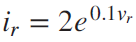 i_r = 2e^{0.1v_r}